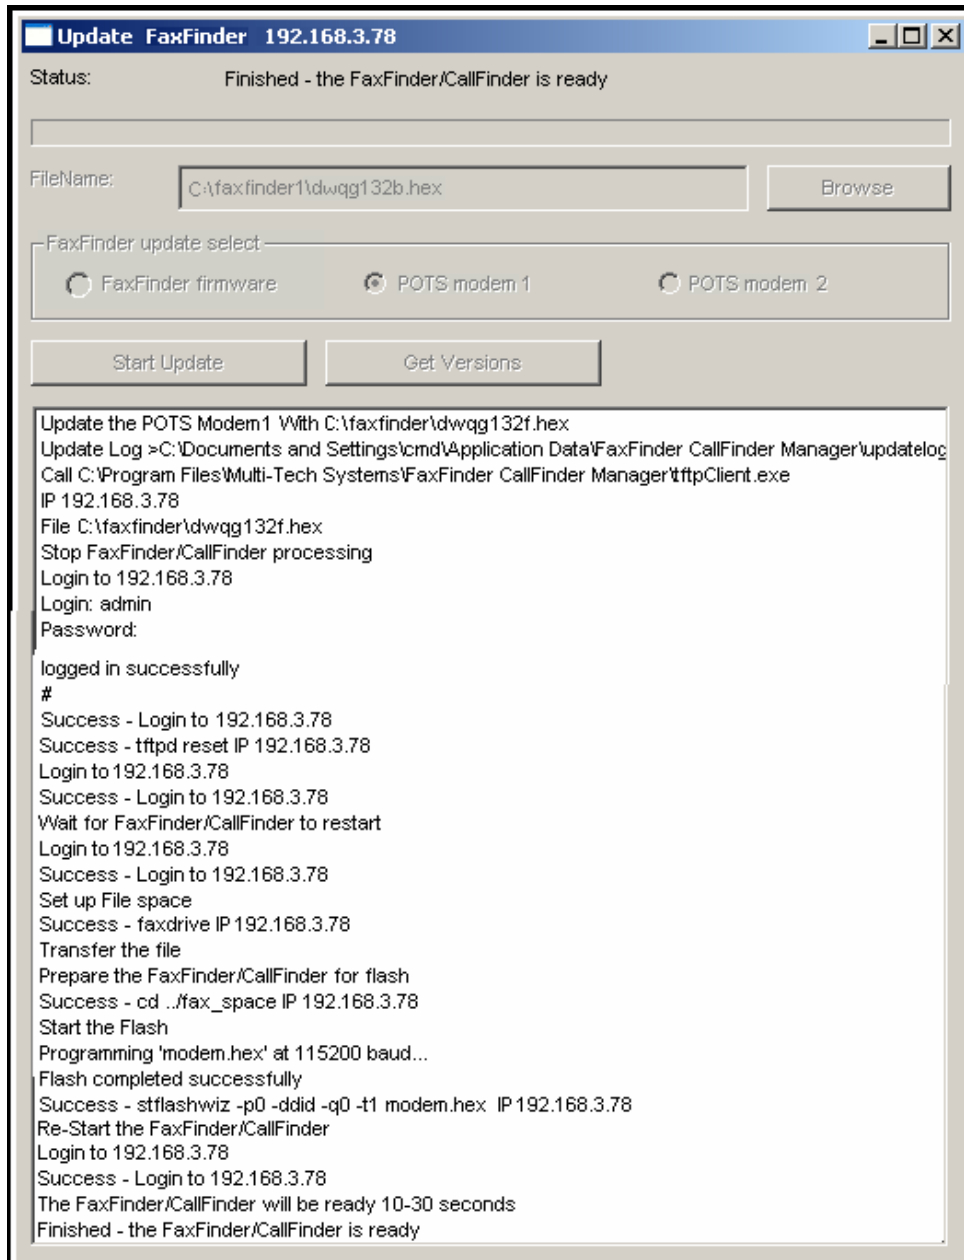 Update FaxFinder 192.168.3.78
Status: Finished - the FaxFinder/CallFinder is ready
FileName: C:\faxfinder1\dwqg132b.hex Browse
FaxFinder update select
FaxFinder firmware POTS modem 1 POTS modem 2
Start Update Get Versions
Update the POTS Modem1 With C:\faxfinder\dwqg132f.hex
Update Log >C:\Documents and Settings\cmd\Application Data\FaxFinder CallFinder Manager\updatelog
Call C:\Program Files\Multi-Tech Systems\FaxFinder CallFinder Manager\tftpClient.exe
IP 192.168.3.78
File C:\faxfinder\dwqg132f.hex
Stop FaxFinder/CallFinder processing
Login to 192.168.3.78
Login: admin
Password:
logged in successfully
#
Success - Login to 192.168.3.78
Success - tftpd reset IP 192.168.3.78
Login to 192.168.3.78
Success - Login to 192.168.3.78
Wait for FaxFinder/CallFinder to restart
Login to 192.168.3.78
Success - Login to 192.168.3.78
Set up File space
Success - faxdrive IP 192.168.3.78
Transfer the file
Prepare the FaxFinder/CallFinder for flash
Success - cd ../fax_space IP 192.168.3.78
Start the Flash
Programming 'modem.hex' at 115200 baud...
Flash completed successfully
Success - stflashwiz -p0 -ddid -q0 -t1 modem.hex IP 192.168.3.78
Re-Start the FaxFinder/CallFinder
Login to 192.168.3.78
Success - Login to 192.168.3.78
The FaxFinder/CallFinder will be ready 10-30 seconds
Finished - the FaxFinder/CallFinder is ready